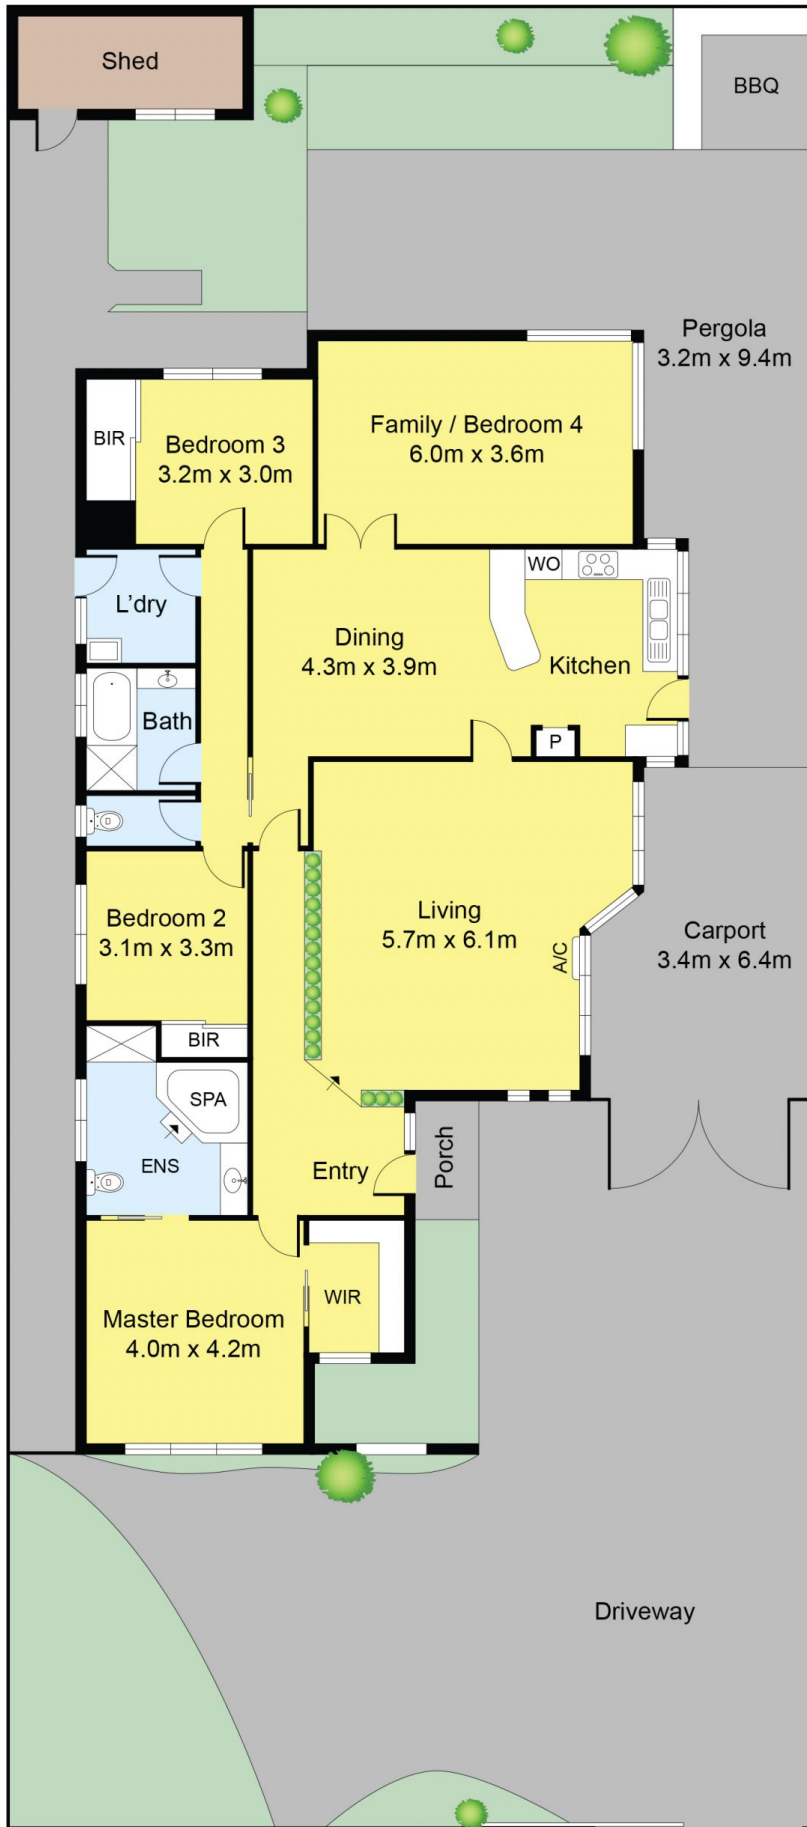 Shed
BBQ
Pergola
3.2m x 9.4m
BIR
Bedroom 3
3.2m x 3.0m
Family / Bedroom 4
6.0m x 3.6m
WO
L'dry
Dining
4.3m x 3.9m
Kitchen
Bath
P
Bedroom 2
3.1m x 3.3m
Living
5.7m x 6.1m
A/C
Carport
3.4m x 6.4m
BIR
SPA
ENS
Entry
Porch
Master Bedroom
4.0m x 4.2m
WIR
Driveway